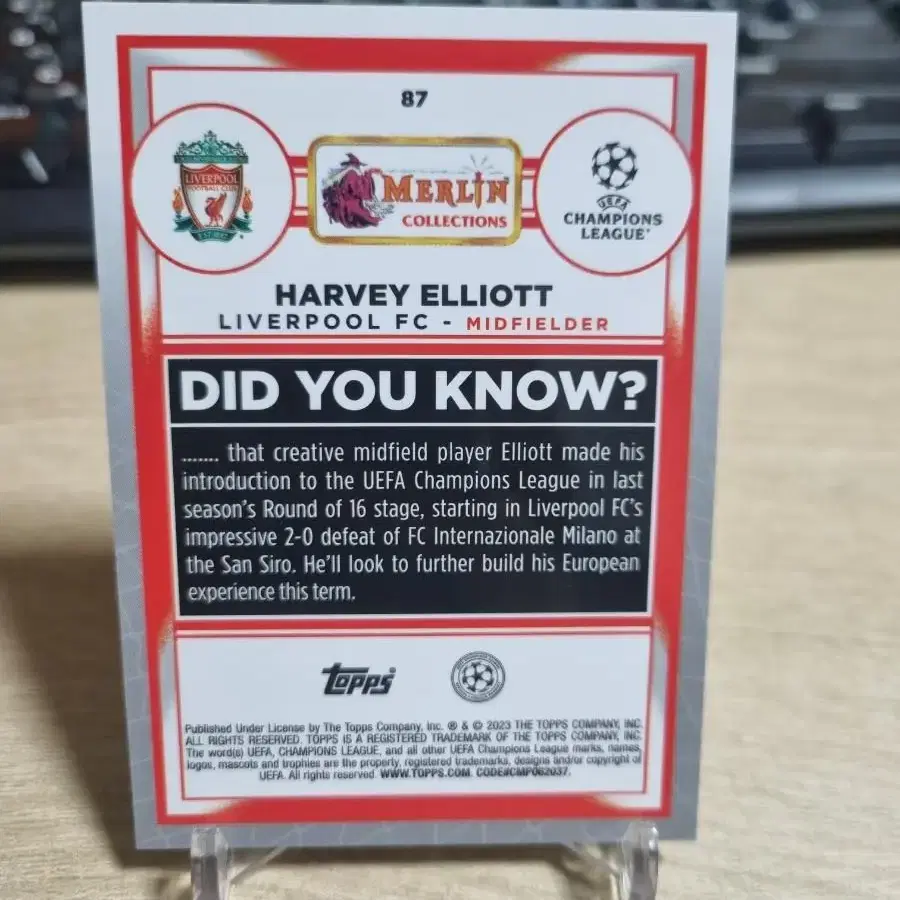 87
LIVERPOOL
FOOTBALL CLUB
EST·1892
MERLIN
COLLECTIONS
UEFA
CHAMPIONS
LEAGUE®
HARVEY ELLIOTT
LIVERPOOL FC - MIDFIELDER
DID YOU KNOW?
....... that creative midfield player Elliott made his
introduction to the UEFA Champions League in last
season's Round of 16 stage, starting in Liverpool FC's
impressive 2-0 defeat of FC Internazionale Milano at
the San Siro. He'll look to further build his European
experience this term.
Topps
Published Under License by The Topps Company, Inc. ® & © 2023 THE TOPPS COMPANY, INC.
ALL RIGHTS RESERVED. TOPPS IS A REGISTERED TRADEMARK OF THE TOPPS COMPANY, INC.
The word(s) UEFA, CHAMPIONS LEAGUE, and all other UEFA Champions League marks, names,
logos, mascots and trophies are the property, registered trademarks, designs and/or copyright of
UEFA. All rights reserved. WWW.TOPPS.COM. CODE#CMP062037.